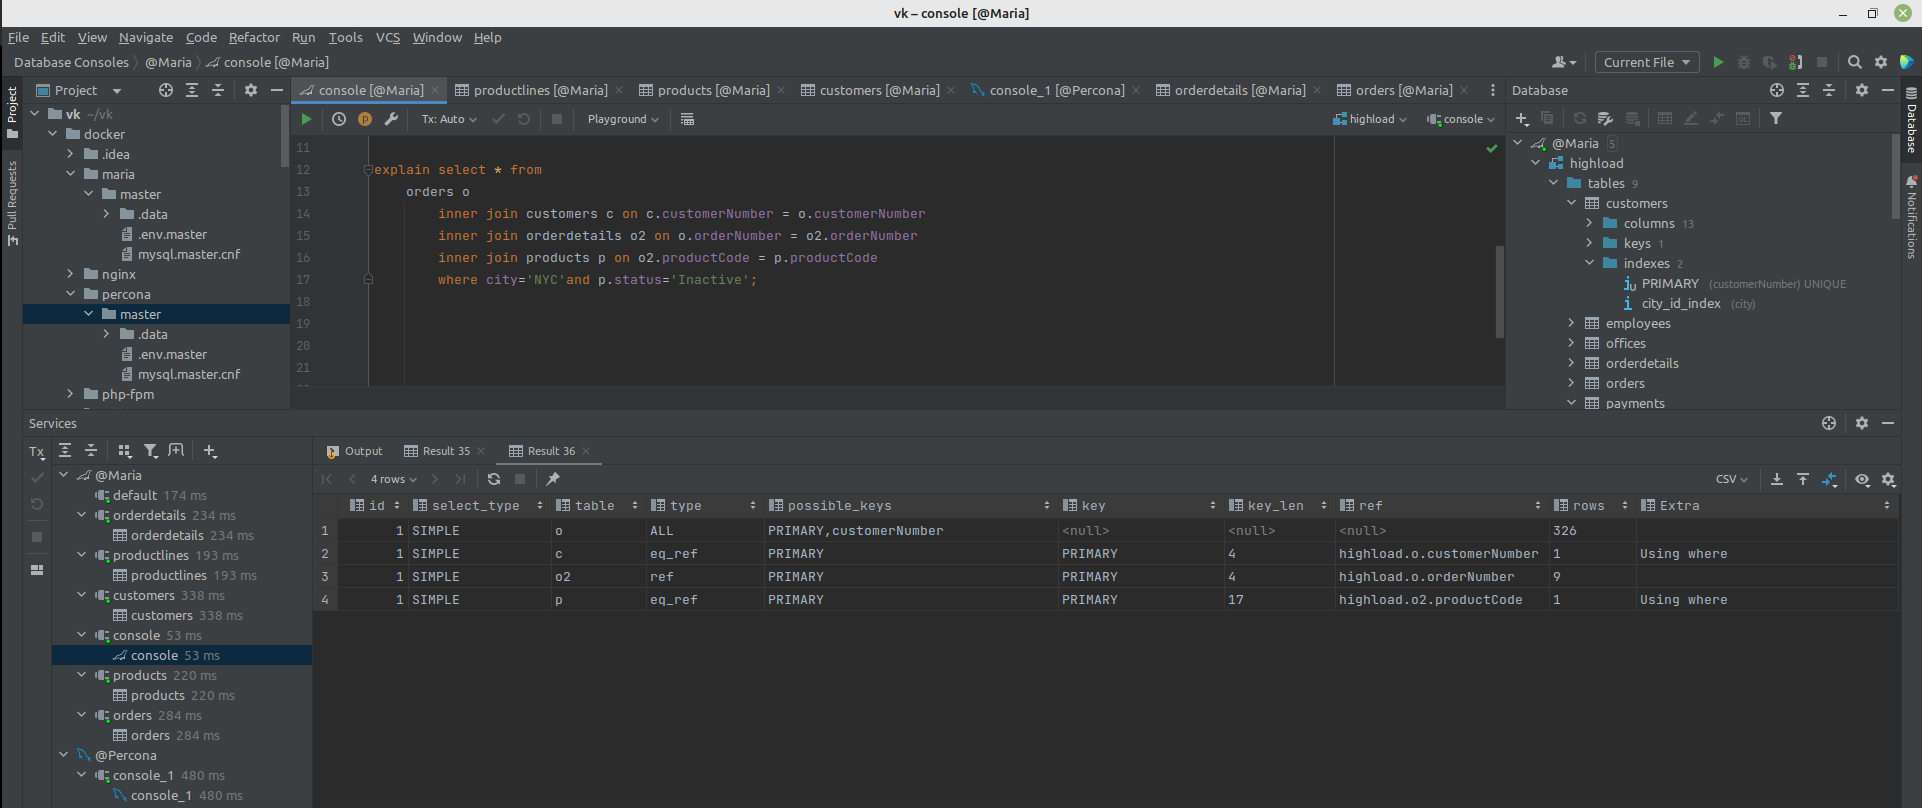 vk – console [@Maria]
File Edit View Navigate Code Refactor Run Tools VCS Window Help
Database Consoles @Maria console [@Maria]
Current File
Project
Pull Requests
Project
vk ~/vk
docker
.idea
maria
master
.data
.env.master
mysql.master.cnf
nginx
percona
master
.data
.env.master
mysql.master.cnf
php-fpm
console [@Maria] productlines [@Maria] products [@Maria] customers [@Maria] console_1 [@Percona] orderdetails [@Maria] orders [@Maria]
p Tx: Auto Playground highload console
11
12 explain select * from
13 orders o
14 inner join customers c on c.customerNumber = o.customerNumber
15 inner join orderdetails o2 on o.orderNumber = o2.orderNumber
16 inner join products p on o2.productCode = p.productCode
17 where city='NYC'and p.status='Inactive';
18
19
20
21
Database
QL
@Maria 5
highload
tables 9
customers
columns 13
keys 1
indexes 2
PRIMARY (customerNumber) UNIQUE
city_id_index (city)
employees
offices
orderdetails
orders
payments
Database
Notifications
Services
Tx
@Maria
default 174 ms
orderdetails 234 ms
orderdetails 234 ms
productlines 193 ms
productlines 193 ms
customers 338 ms
customers 338 ms
console 53 ms
console 53 ms
products 220 ms
products 220 ms
orders 284 ms
orders 284 ms
@Percona
console_1 480 ms
console_1 480 ms
Output Result 35 Result 36
4 rows CSV
id select_type table type possible_keys key key_len ref rows Extra
1 1 SIMPLE o ALL PRIMARY,customerNumber <null> <null> <null> 326
2 1 SIMPLE c eq_ref PRIMARY PRIMARY 4 highload.o.customerNumber 1 Using where
3 1 SIMPLE o2 ref PRIMARY PRIMARY 4 highload.o.orderNumber 9
4 1 SIMPLE p eq_ref PRIMARY PRIMARY 17 highload.o2.productCode 1 Using where